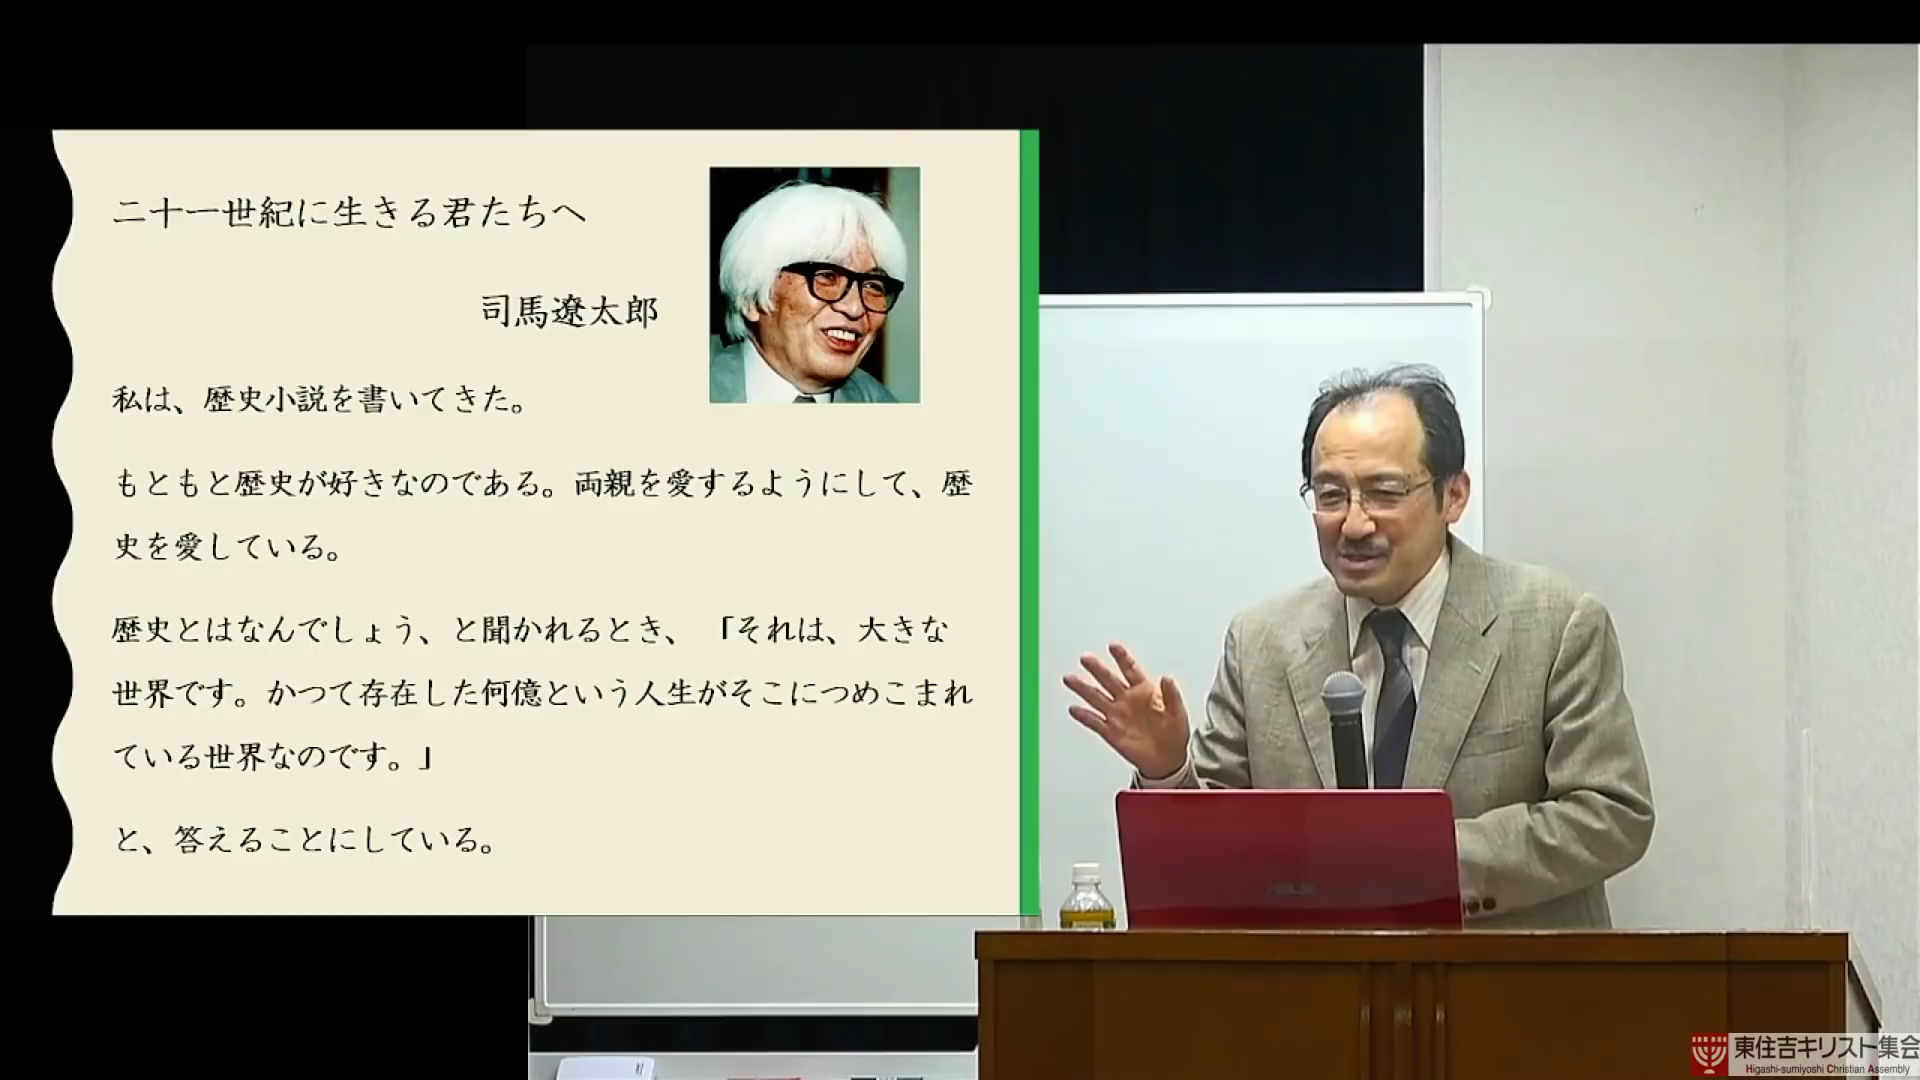 二十一世紀に生きる君たちへ
司馬遼太郎
私は、歴史小説を書いてきた。
もともと歴史が好きなのである。両親を愛するようにして、歴
史を愛している。
歴史とはなんでしょう、と聞かれるとき、「それは、大きな
世界です。かつて存在した何億という人生がそこにつめこまれ
ている世界なのです。」
と、答えることにしている。
ASUS
東住吉キリスト集会
Higashi-sumiyoshi Christian Assembly